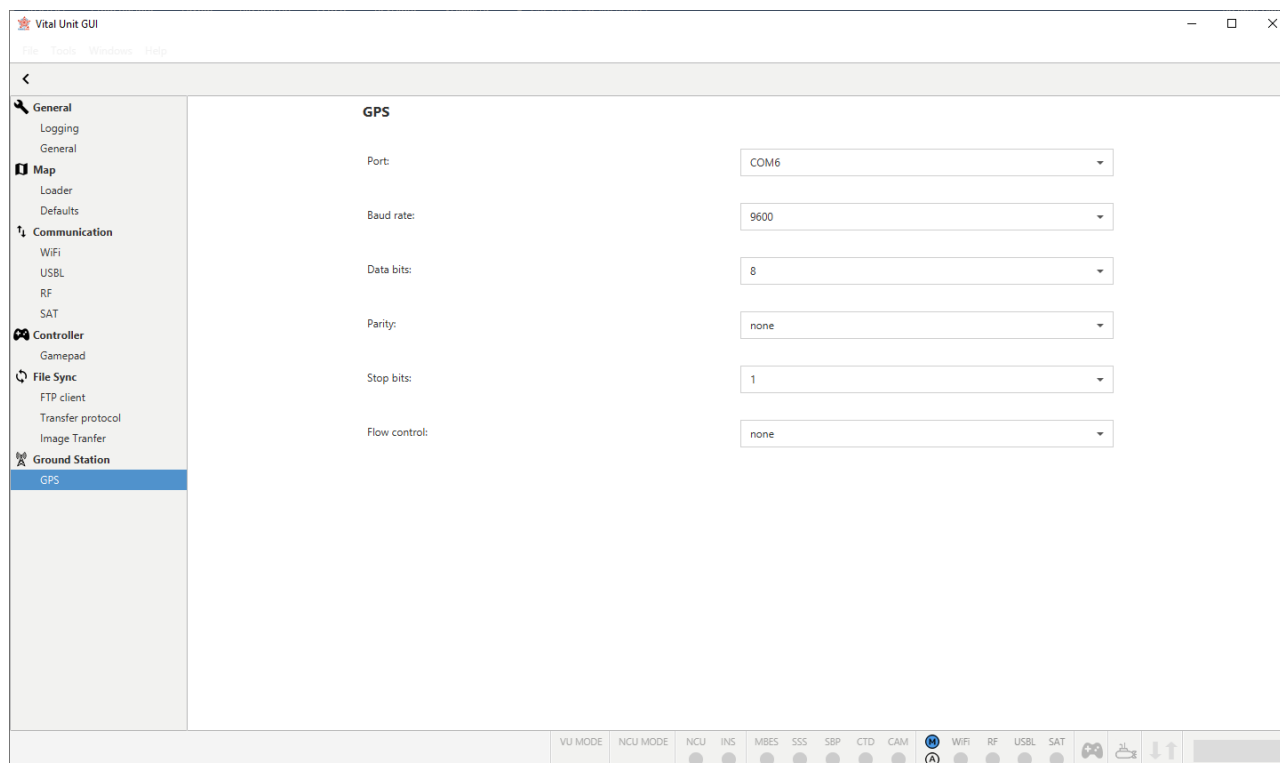 Vital Unit GUI
File Tools Windows Help
General
Logging
General
Map
Loader
Defaults
Communication
WiFi
USBL
RF
SAT
Controller
Gamepad
File Sync
FTP client
Transfer protocol
Image Tranfer
Ground Station
GPS
GPS
Port: COM6
Baud rate: 9600
Data bits: 8
Parity: none
Stop bits: 1
Flow control: none
VU MODE NCU MODE NCU INS MBES SSS SBP CTD CAM M WiFi RF USBL SAT
A